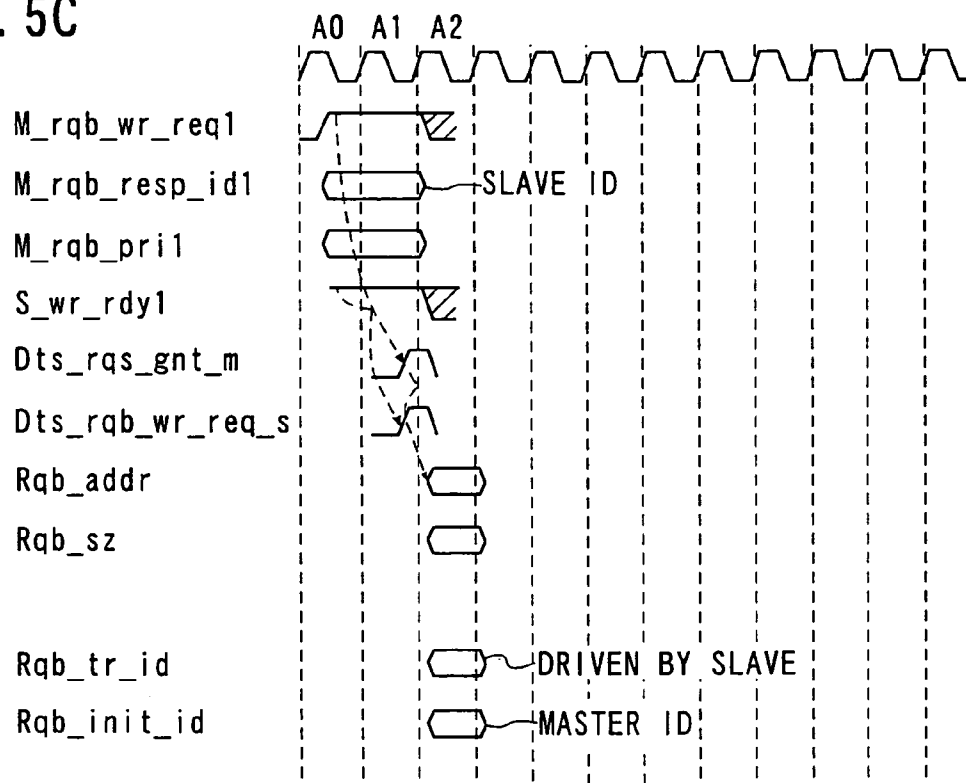 . 5C
A0 A1 A2
M_rqb_wr_req1
M_rqb_resp_id1
SLAVE ID
M_rqb_pri1
S_wr_rdy1
Dts_rqs_gnt_m
Dts_rqb_wr_req_s
Rqb_addr
Rqb_sz
Rqb_tr_id
DRIVEN BY SLAVE
Rqb_init_id
MASTER ID